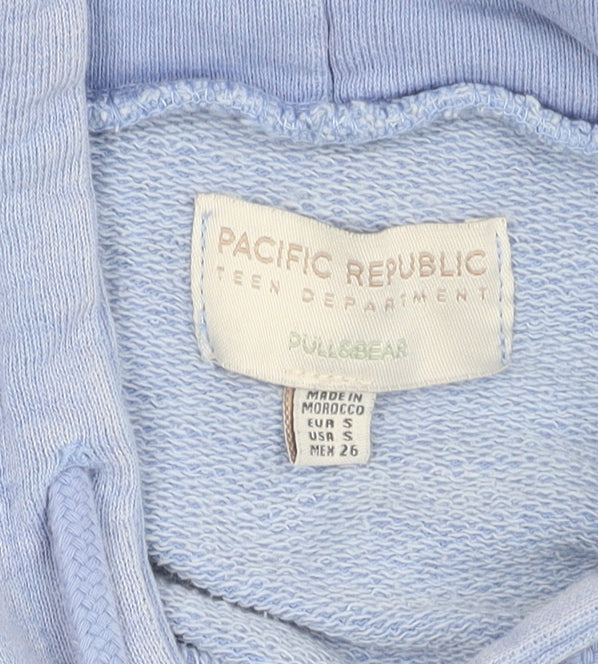 PACIFIC REPUBLIC
TEEN DEPARTMENT
PULL&BEAR
MADE IN
MOROCCO
EUR S
USA S
MEX 26